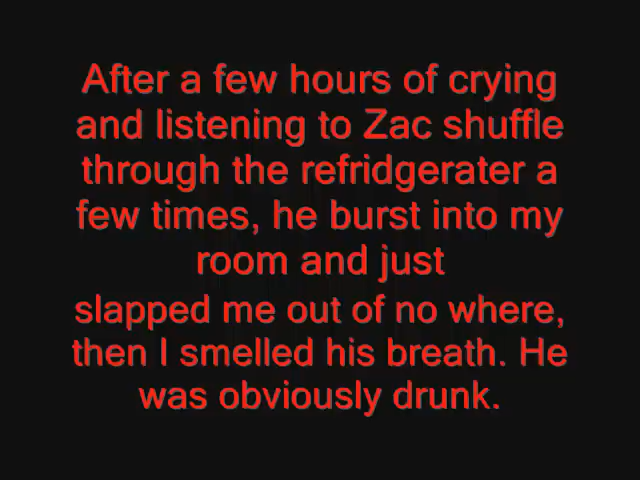 After a few hours of crying
and listening to Zac shuffle
through the refridgerater a
few times, he burst into my
room and just
slapped me out of no where,
then I smelled his breath. He
was obviously drunk.